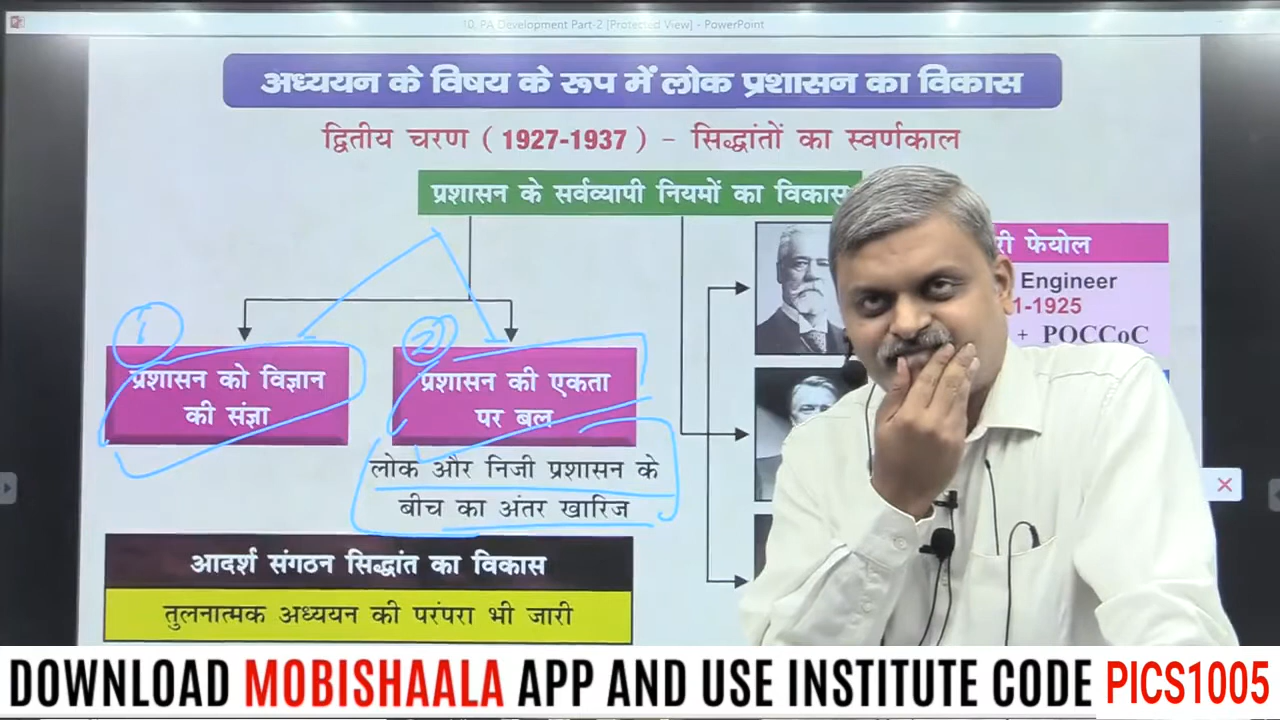 10. PA Development Part-2 [Protected View] - PowerPoint
अध्ययन के विषय के रूप में लोक प्रशासन का विकास
द्वितीय चरण ( 1927-1937 ) - सिद्धांतों का स्वर्णकाल
प्रशासन के सर्वव्यापी नियमों का विकास
री फेयोल
Engineer
1-1925
+ POCCoC
1
प्रशासन को विज्ञान
की संज्ञा
2
प्रशासन की एकता
पर बल
लोक और निजी प्रशासन के
बीच का अंतर खारिज
आदर्श संगठन सिद्धांत का विकास
तुलनात्मक अध्ययन की परंपरा भी जारी
DOWNLOAD MOBISHAALA APP AND USE INSTITUTE CODE PICS1005